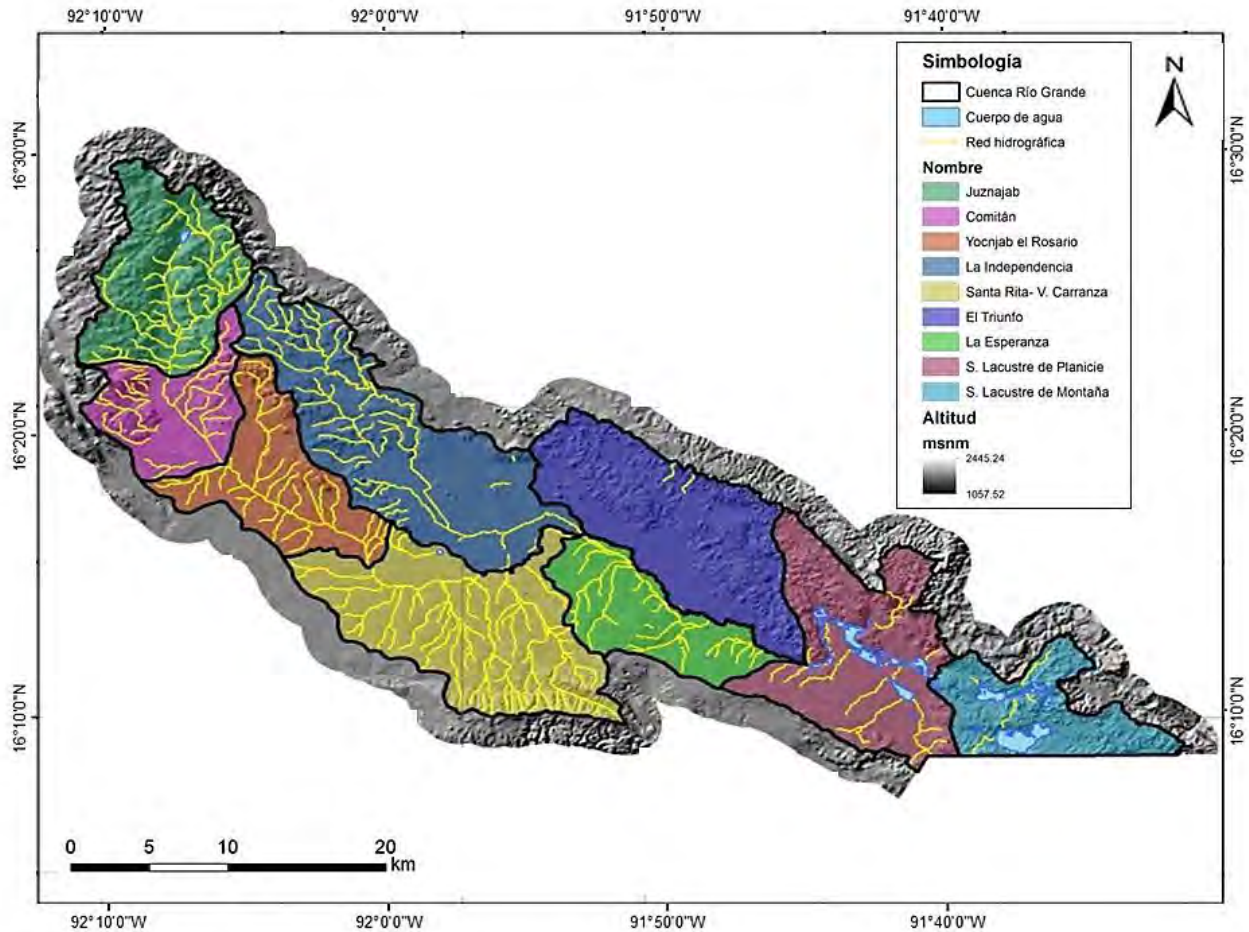 92°10'0"W
92°0'0"W
91°50'0"W
91°40'0"W
Simbología
Cuenca Río Grande
Cuerpo de agua
Red hidrográfica
Nombre
Juznajab
Comitán
Yocnjab el Rosario
La Independencia
Santa Rita- V. Carranza
El Triunfo
La Esperanza
S. Lacustre de Planicie
S. Lacustre de Montaña
Altitud
msnm
2445.24
1057.52
N
16°30'0"N
16°30'0"N
16°20'0"N
16°20'0"N
16°10'0"N
16°10'0"N
0 5 10 20
km
92°10'0"W
92°0'0"W
91°50'0"W
91°40'0"W